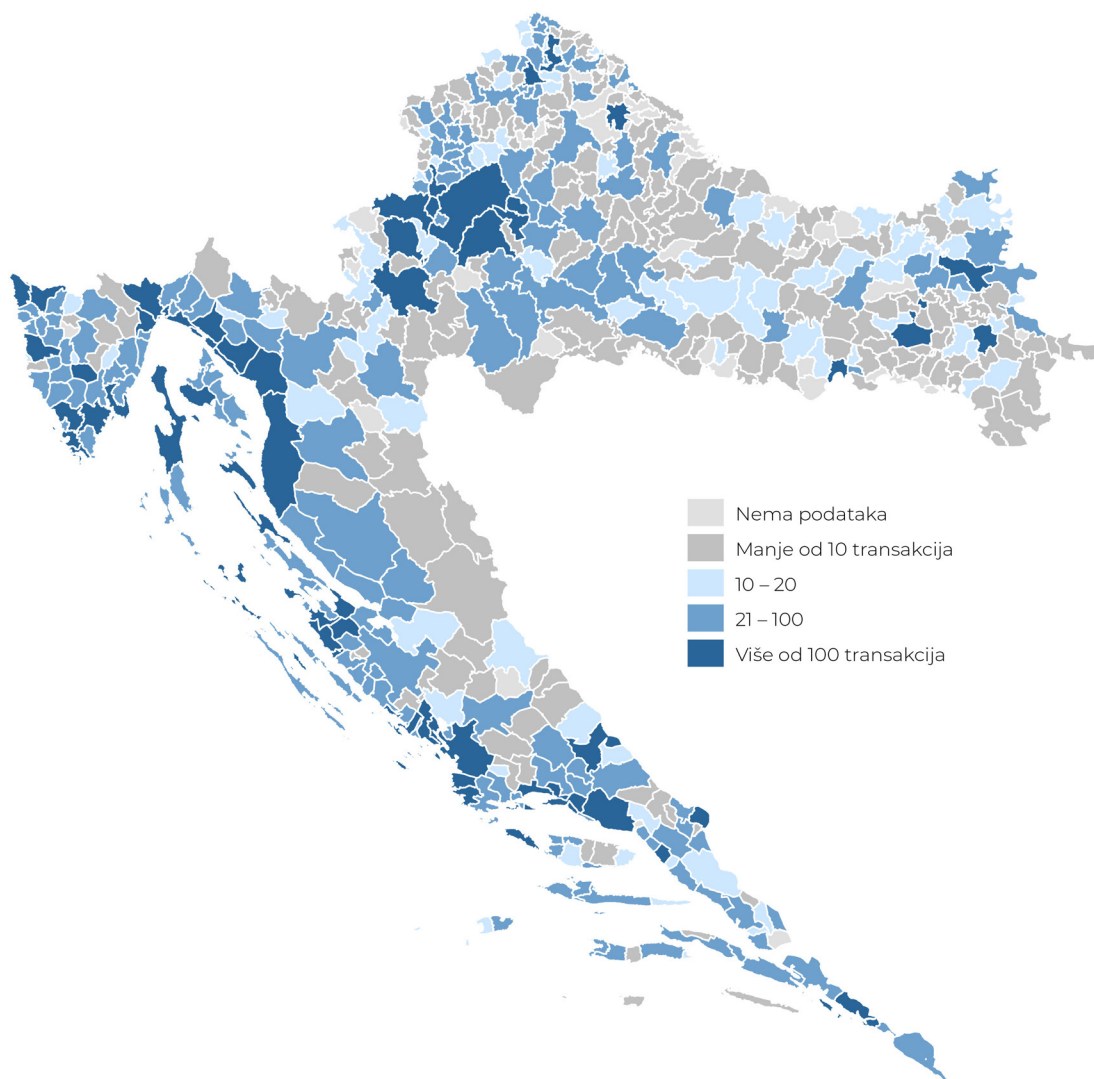 Nema podataka
Manje od 10 transakcija
10 – 20
21 – 100
Više od 100 transakcija